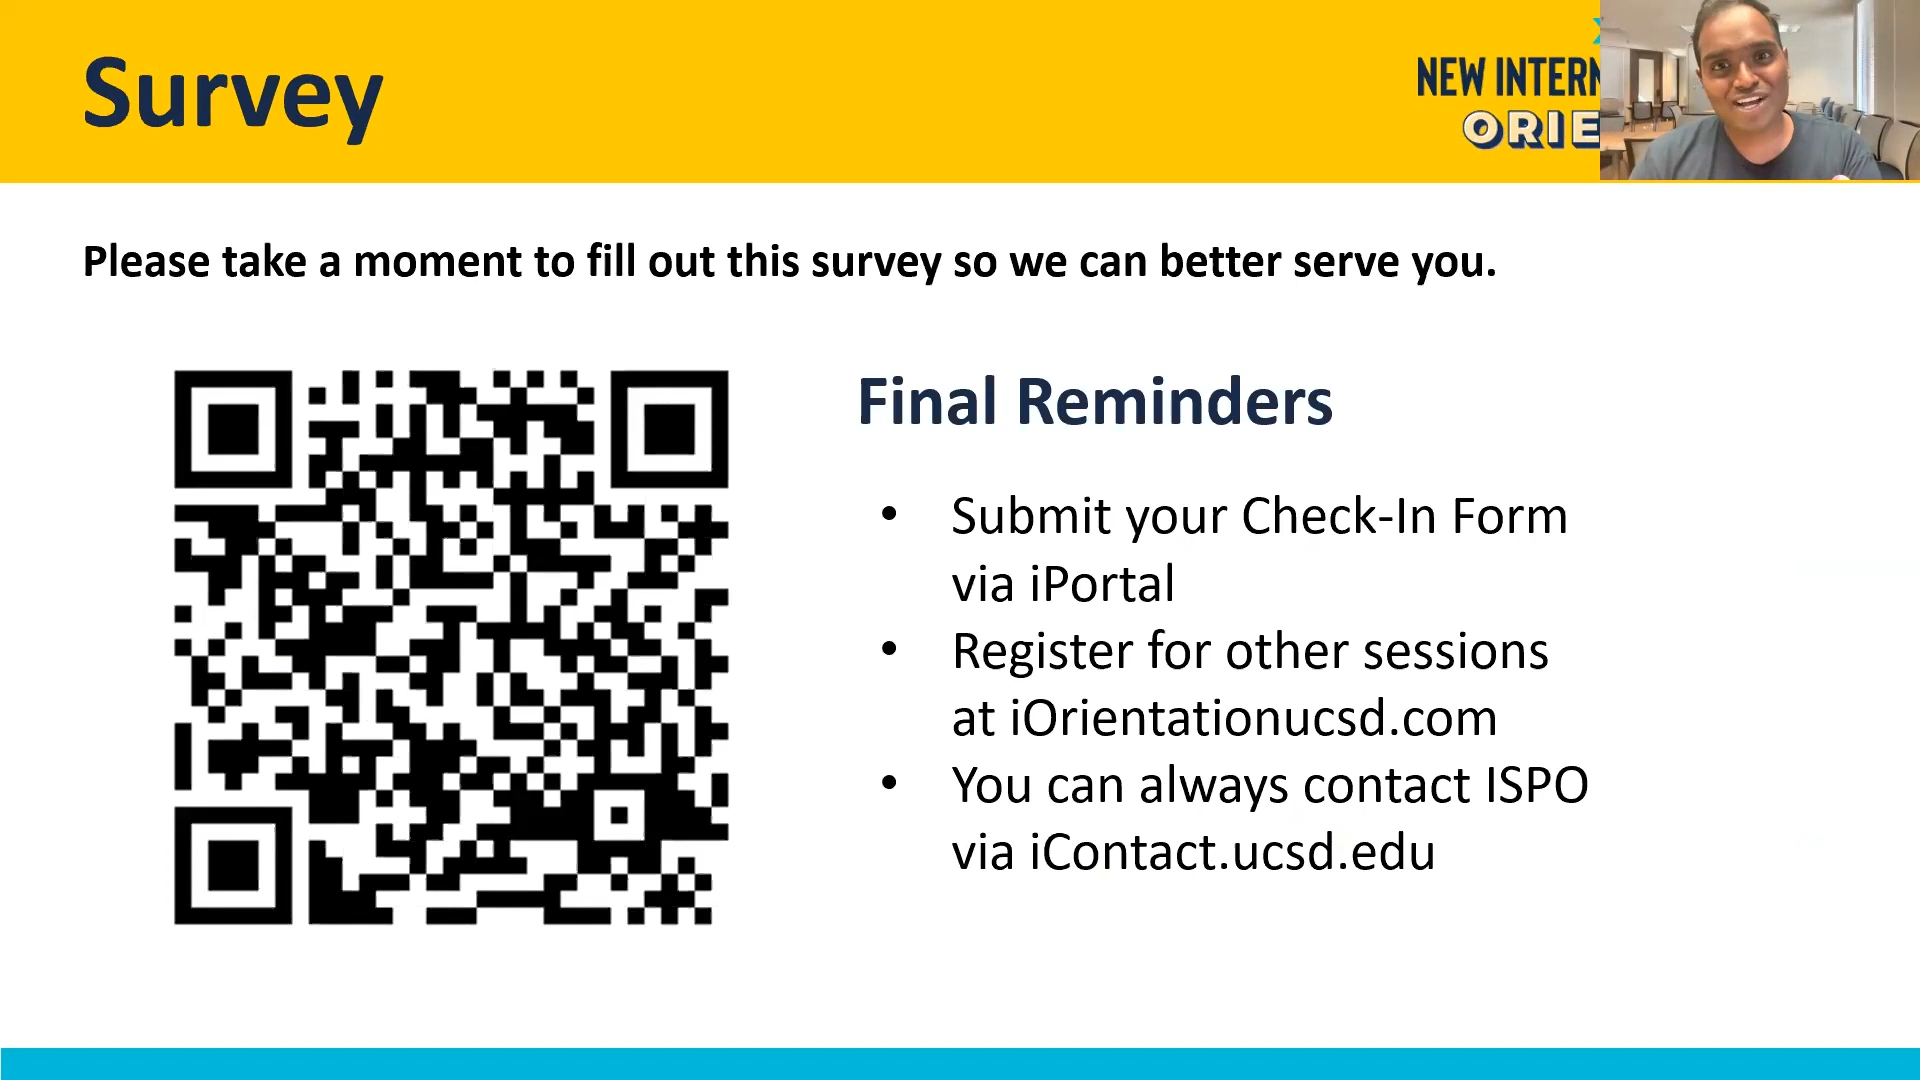 Survey
NEW INTERN
ORIE
Please take a moment to fill out this survey so we can better serve you.
Final Reminders
• Submit your Check-In Form
via iPortal
• Register for other sessions
at iOrientationucsd.com
• You can always contact ISPO
via iContact.ucsd.edu